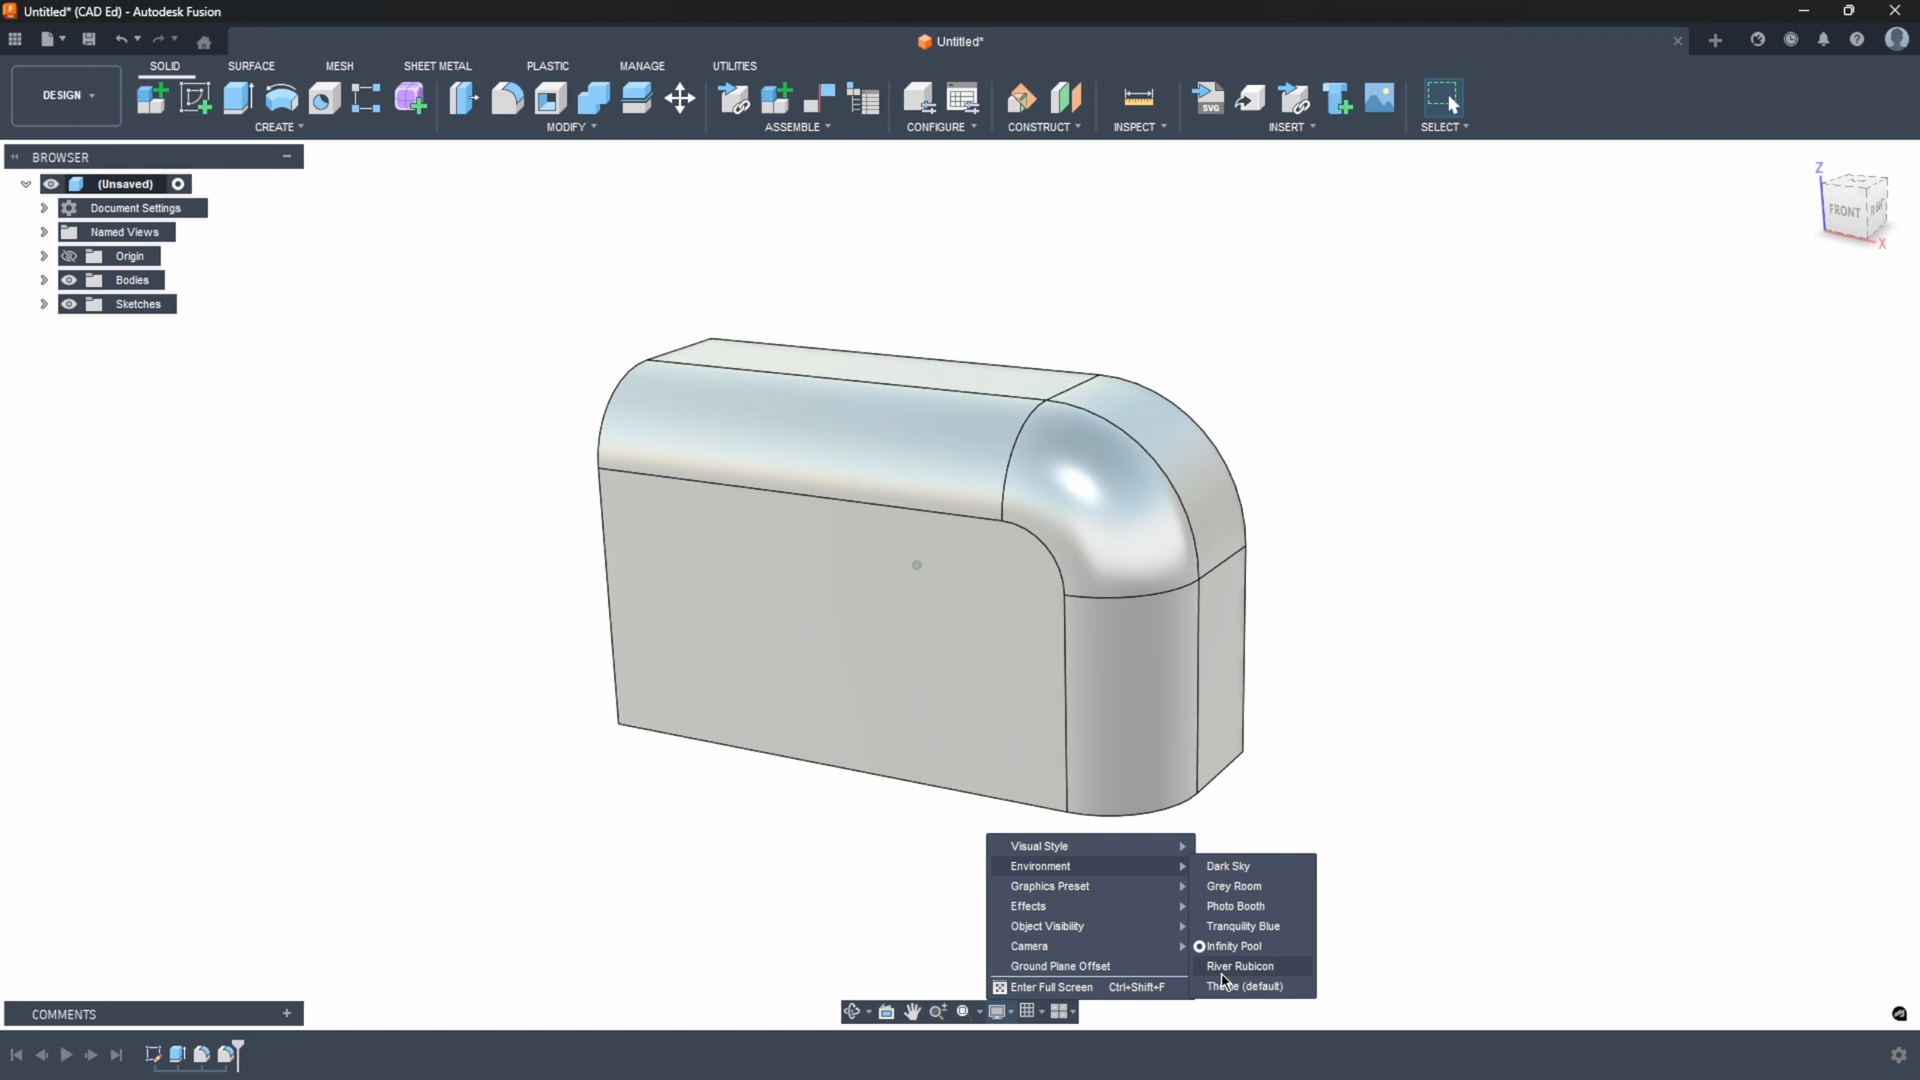 Untitled* (CAD Ed) - Autodesk Fusion
Untitled*
SOLID SURFACE MESH SHEET METAL PLASTIC MANAGE UTILITIES
DESIGN
SVG
CREATE MODIFY ASSEMBLE CONFIGURE CONSTRUCT INSPECT INSERT SELECT
BROWSER
(Unsaved)
Document Settings
Named Views
Origin
Bodies
Sketches
Z
FRONT
RIGHT
X
Visual Style
Environment
Graphics Preset
Effects
Object Visibility
Camera
Ground Plane Offset
Enter Full Screen Ctrl+Shift+F
Dark Sky
Grey Room
Photo Booth
Tranquility Blue
Infinity Pool
River Rubicon
(default)
COMMENTS